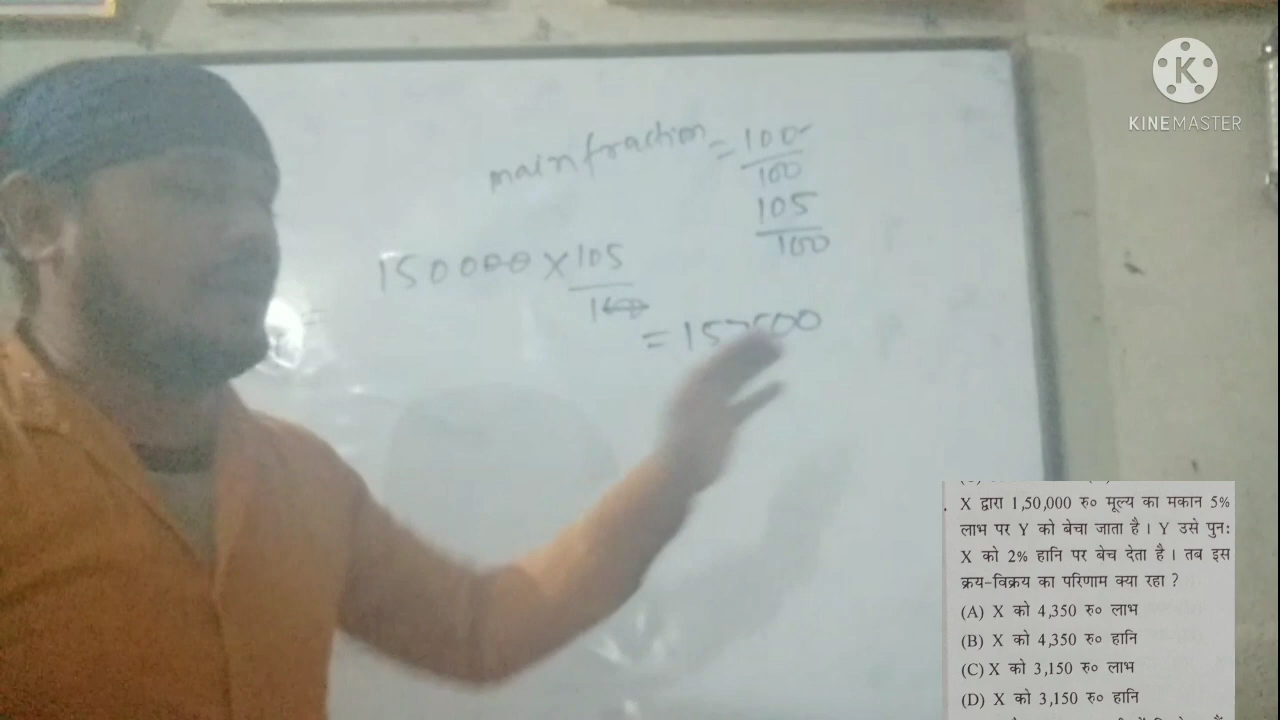 KINEMASTER
main fraction = 100
100
105
100
150000 × 105
100
= 157500
X द्वारा 1,50,000 रु० मूल्य का मकान 5%
लाभ पर Y को बेचा जाता है। Y उसे पुन:
X को 2% हानि पर बेच देता है। तब इस
क्रय-विक्रय का परिणाम क्या रहा ?
(A) X को 4,350 रु० लाभ
(B) X को 4,350 रु० हानि
(C) X को 3,150 रु० लाभ
(D) X को 3,150 रु० हानि